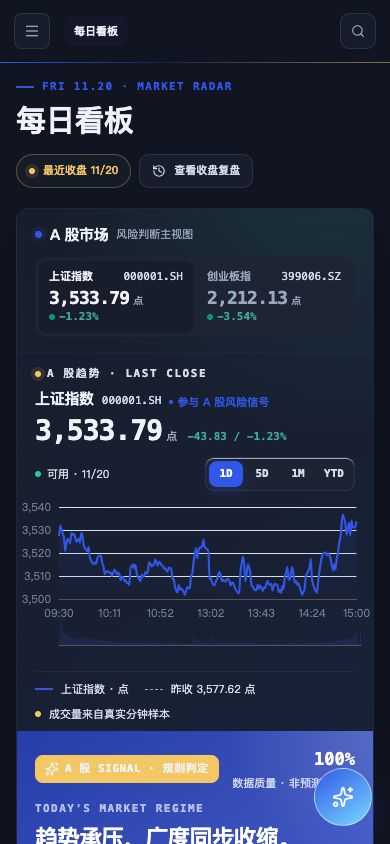 每日看板
FRI 11.20 · MARKET RADAR
每日看板
最近收盘 11/20
查看收盘复盘
A 股市场 风险判断主视图
上证指数 000001.SH
3,533.79 点
-1.23%
创业板指 399006.SZ
2,212.13 点
-3.54%
A 股趋势 · LAST CLOSE
上证指数 000001.SH • 参与 A 股风险信号
3,533.79 点 -43.83 / -1.23%
可用 · 11/20
1D 5D 1M YTD
3,540
3,530
3,520
3,510
3,500
09:30 10:11 10:52 13:02 13:43 14:24 15:00
上证指数 · 点 昨收 3,577.62 点
成交量来自真实分钟样本
A 股 SIGNAL · 规则判定
100%
数据质量 · 非预测
TODAY'S MARKET REGIME
趋势承压，广度同步收缩。